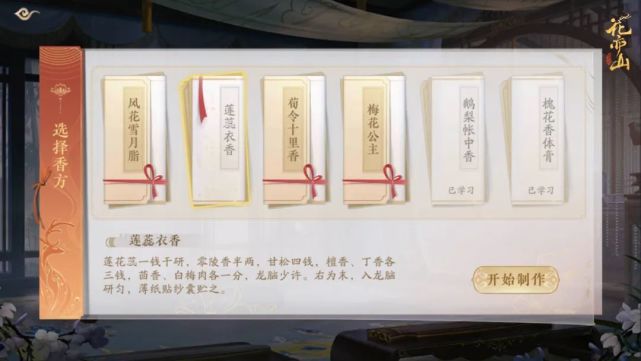 花亦山
选择香方
风花雪月脂
莲蕊衣香
荀令十里香
梅花公主
鹅梨帐中香
已学习
槐花香体膏
已学习
莲蕊衣香
莲花蕊一钱干研，零陵香半两，甘松四钱，檀香、丁香各
三钱，茴香、白梅肉各一分，龙脑少许。右为末，入龙脑
研匀，薄纸贴纱囊贮之。
开始制作